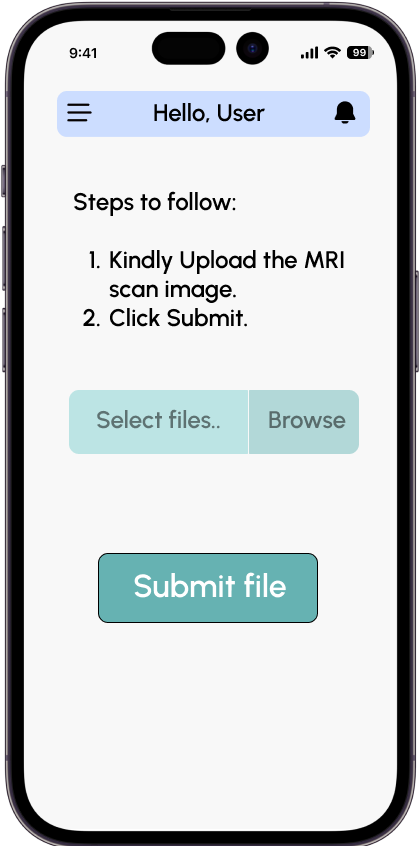 9:41
99
Hello, User
Steps to follow:
1. Kindly Upload the MRI
scan image.
2. Click Submit.
Select files.. Browse
Submit file